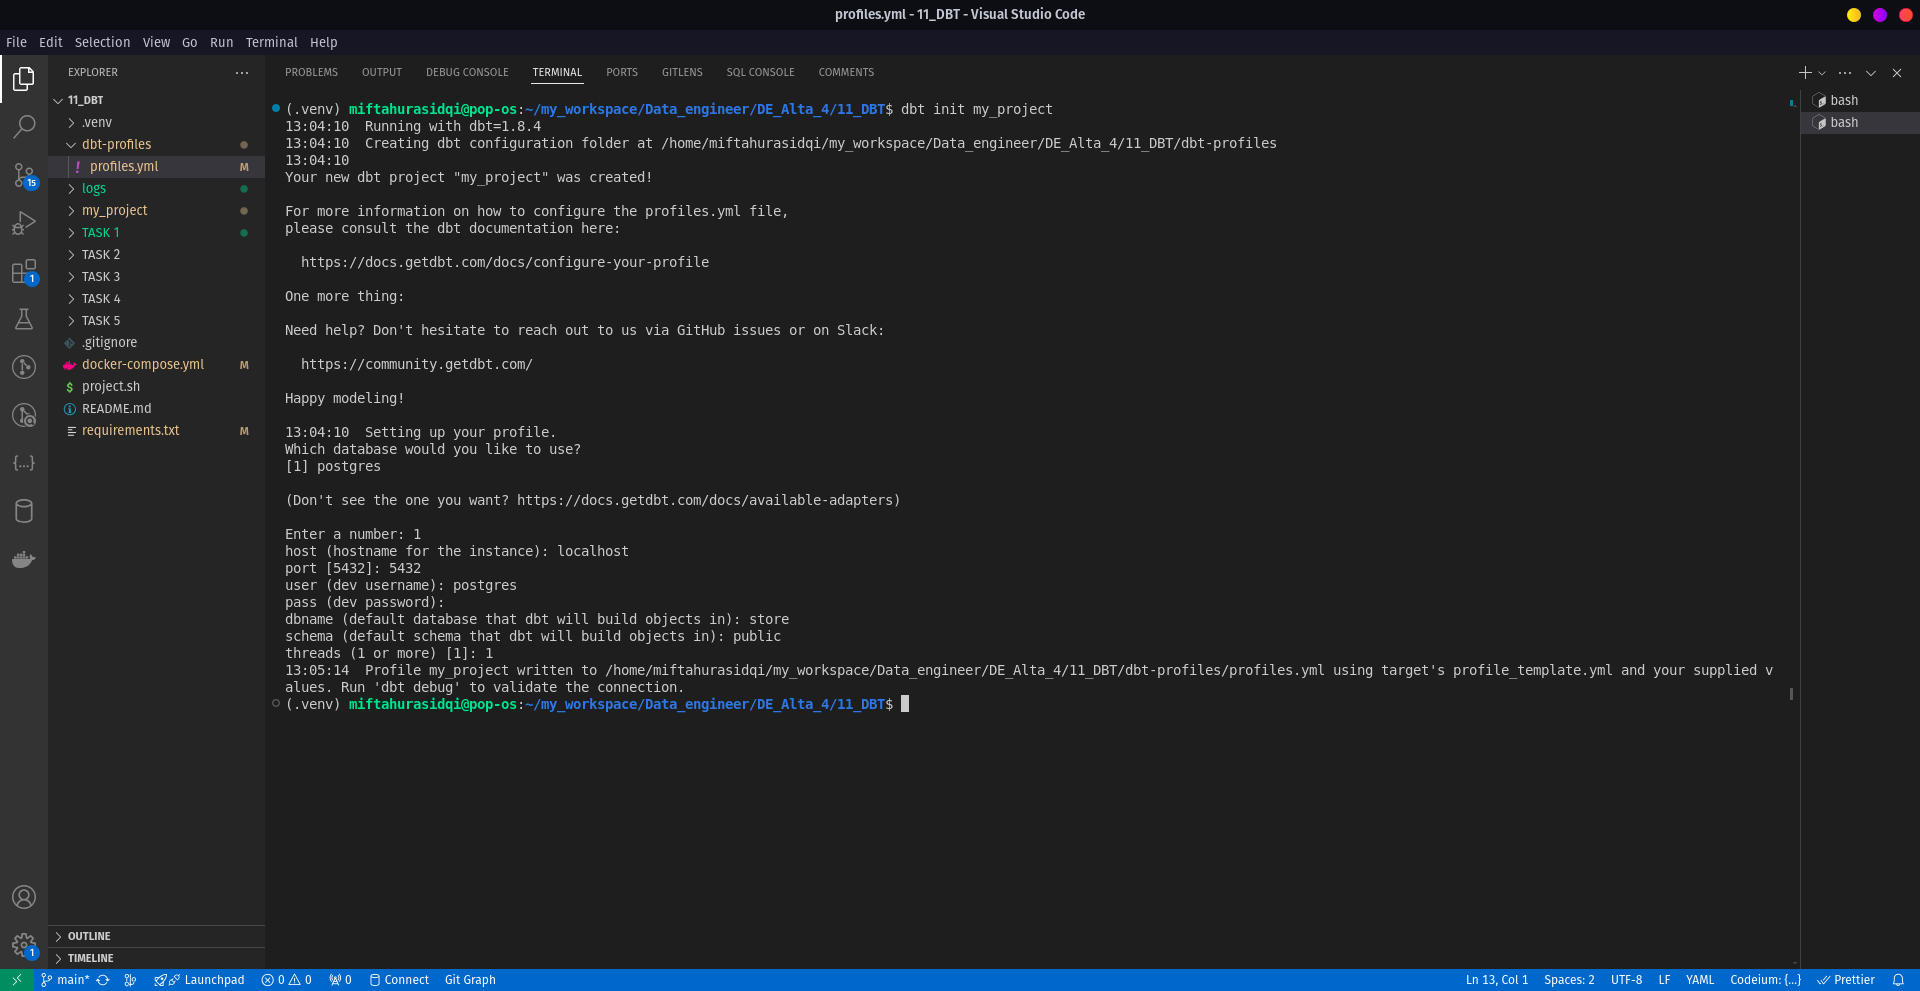 profiles.yml - 11_DBT - Visual Studio Code
File Edit Selection View Go Run Terminal Help
EXPLORER
11_DBT
.venv
dbt-profiles
! profiles.yml M
logs
my_project
TASK 1
TASK 2
TASK 3
TASK 4
TASK 5
.gitignore
docker-compose.yml M
$ project.sh
README.md
requirements.txt M
OUTLINE
TIMELINE
15
1
1
PROBLEMS OUTPUT DEBUG CONSOLE TERMINAL PORTS GITLENS SQL CONSOLE COMMENTS
(.venv) miftahurasidqi@pop-os:~/my_workspace/Data_engineer/DE_Alta_4/11_DBT$ dbt init my_project
13:04:10  Running with dbt=1.8.4
13:04:10  Creating dbt configuration folder at /home/miftahurasidqi/my_workspace/Data_engineer/DE_Alta_4/11_DBT/dbt-profiles
13:04:10
Your new dbt project "my_project" was created!
For more information on how to configure the profiles.yml file,
please consult the dbt documentation here:
https://docs.getdbt.com/docs/configure-your-profile
One more thing:
Need help? Don't hesitate to reach out to us via GitHub issues or on Slack:
https://community.getdbt.com/
Happy modeling!
13:04:10  Setting up your profile.
Which database would you like to use?
[1] postgres
(Don't see the one you want? https://docs.getdbt.com/docs/available-adapters)
Enter a number: 1
host (hostname for the instance): localhost
port [5432]: 5432
user (dev username): postgres
pass (dev password):
dbname (default database that dbt will build objects in): store
schema (default schema that dbt will build objects in): public
threads (1 or more) [1]: 1
13:05:14  Profile my_project written to /home/miftahurasidqi/my_workspace/Data_engineer/DE_Alta_4/11_DBT/dbt-profiles/profiles.yml using target's profile_template.yml and your supplied v
alues. Run 'dbt debug' to validate the connection.
(.venv) miftahurasidqi@pop-os:~/my_workspace/Data_engineer/DE_Alta_4/11_DBT$
bash
bash
main* Launchpad 0 0 0 Connect Git Graph Ln 13, Col 1 Spaces: 2 UTF-8 LF YAML Codeium: {...} Prettier